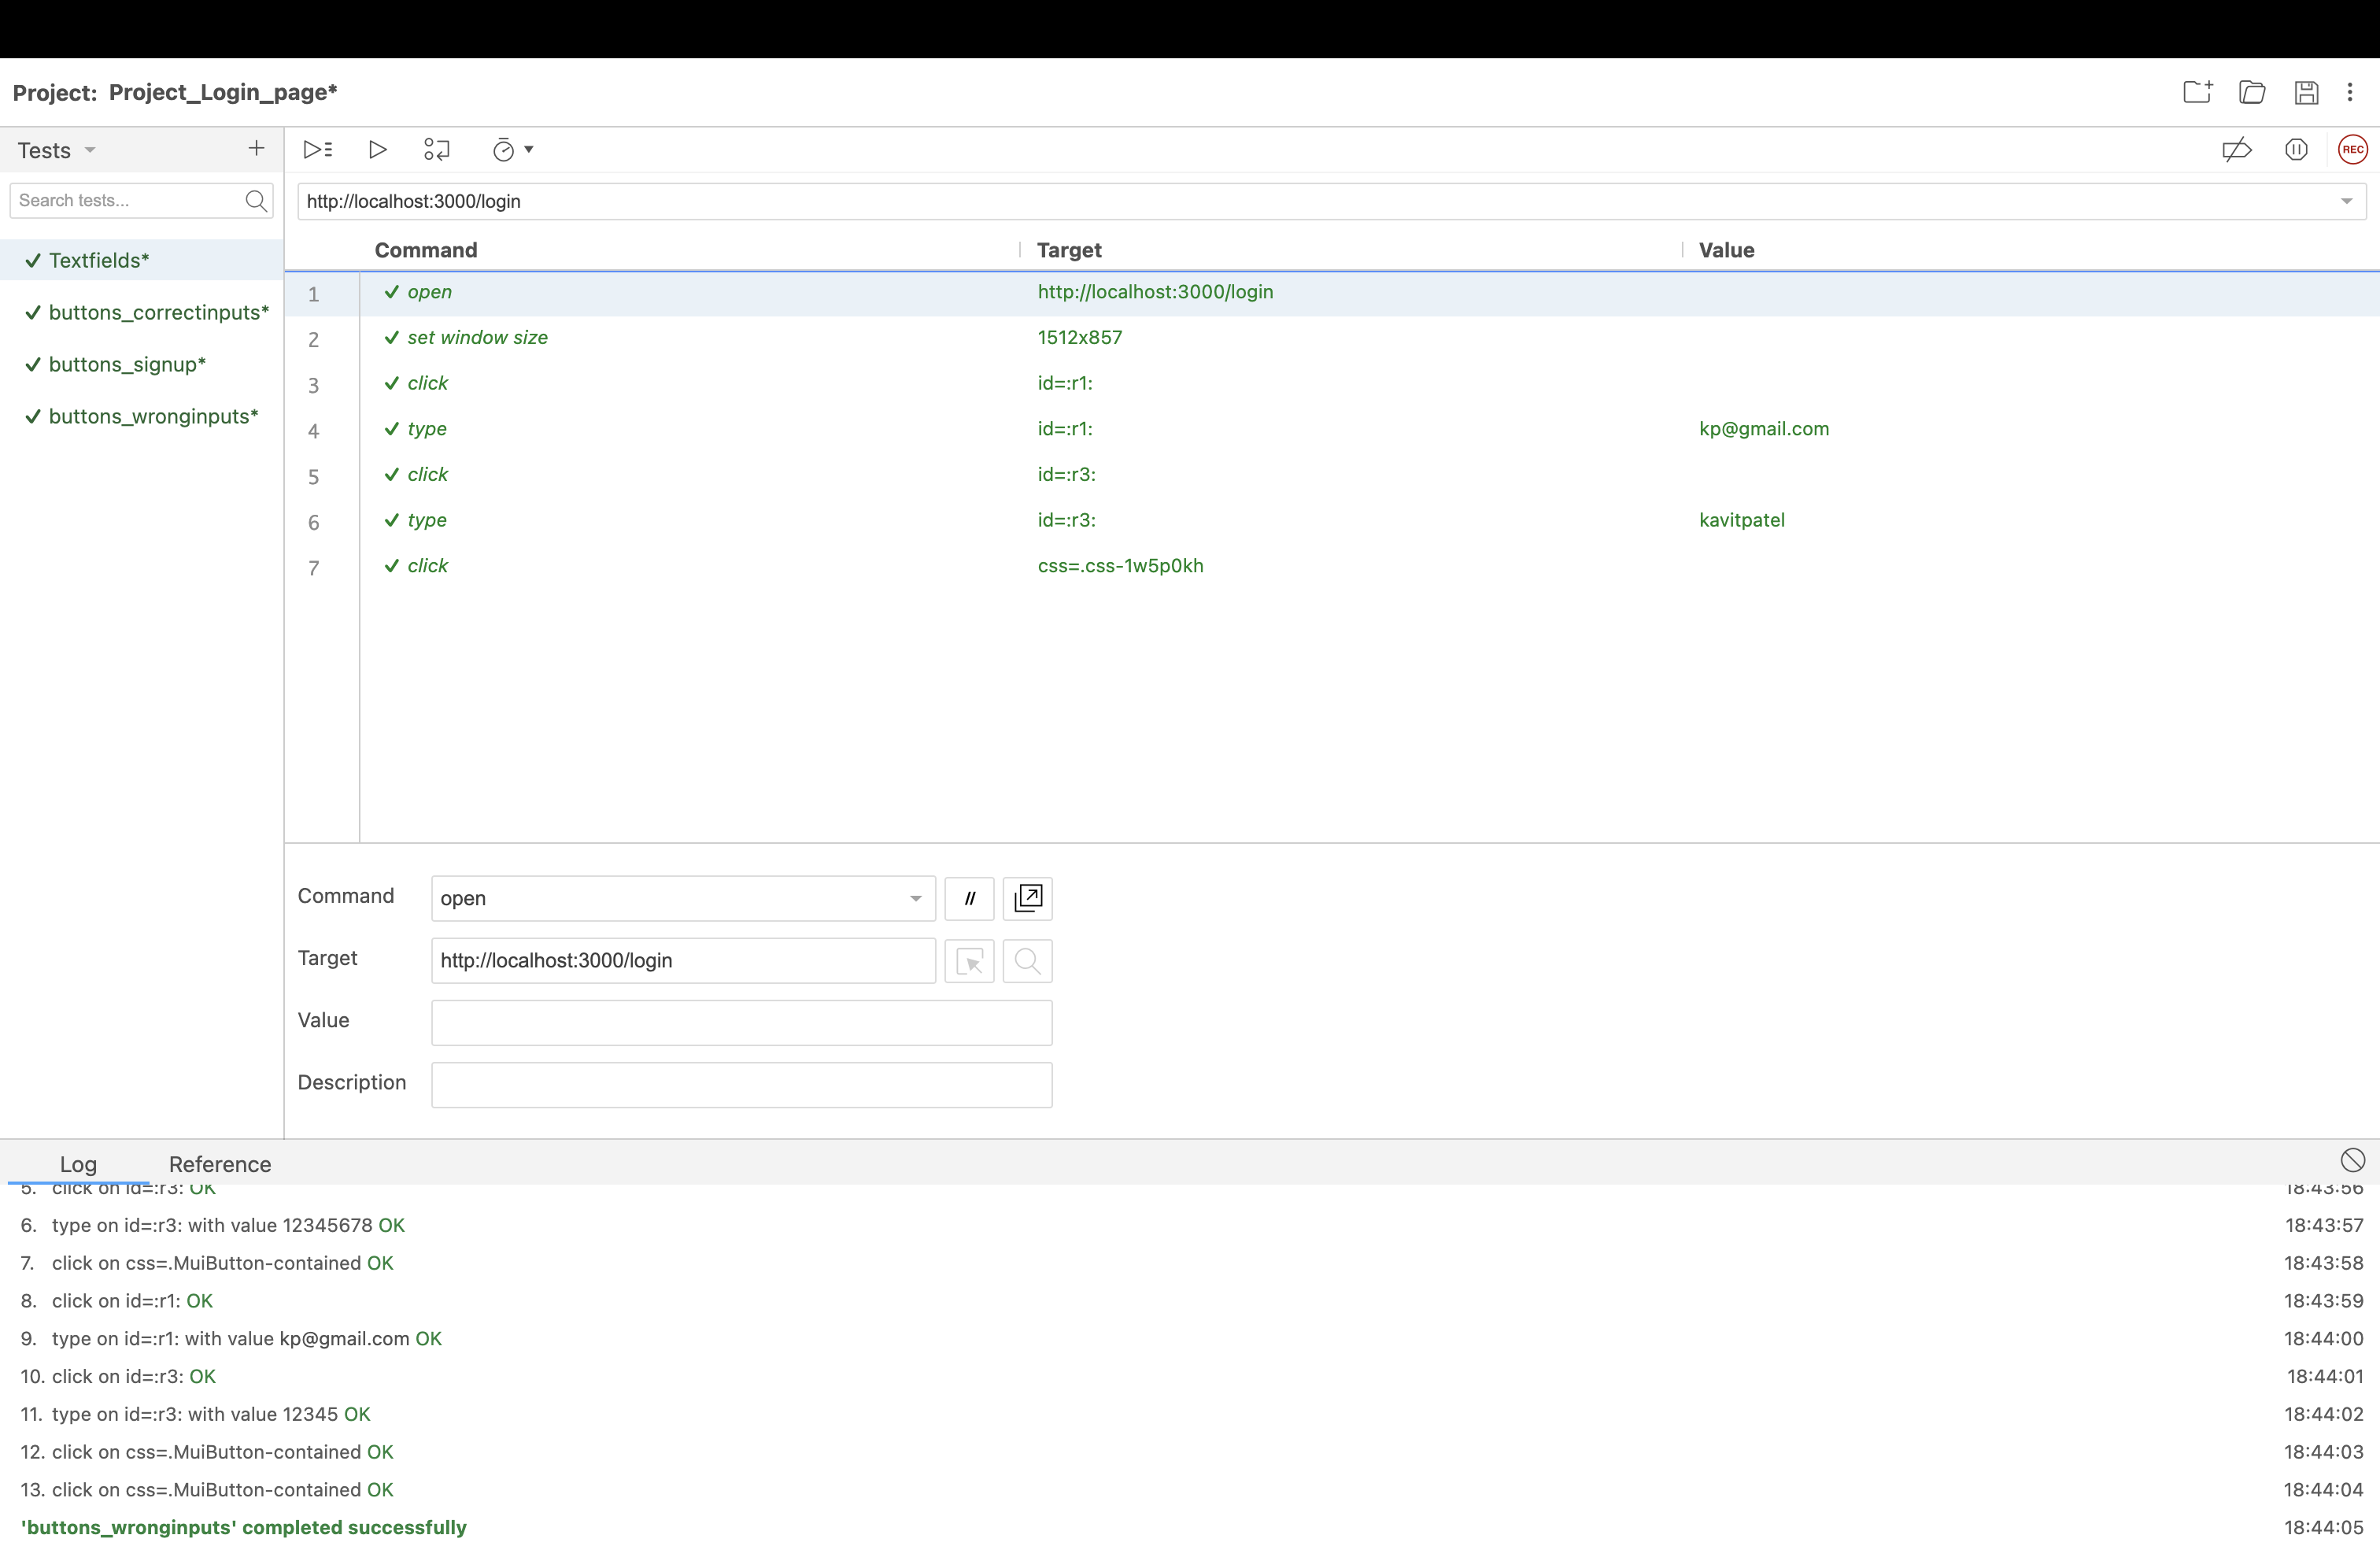 Project: Project_Login_page*
Tests
REC
Search tests...
http://localhost:3000/login
Textfields*
buttons_correctinputs*
buttons_signup*
buttons_wronginputs*
Command Target Value
1 open http://localhost:3000/login
2 set window size 1512x857
3 click id=:r1:
4 type id=:r1: kp@gmail.com
5 click id=:r3:
6 type id=:r3: kavitpatel
7 click css=.css-1w5p0kh
Command open //
Target http://localhost:3000/login
Value
Description
Log Reference
5. click on id=:r3: OK 18:43:56
6. type on id=:r3: with value 12345678 OK 18:43:57
7. click on css=.MuiButton-contained OK 18:43:58
8. click on id=:r1: OK 18:43:59
9. type on id=:r1: with value kp@gmail.com OK 18:44:00
10. click on id=:r3: OK 18:44:01
11. type on id=:r3: with value 12345 OK 18:44:02
12. click on css=.MuiButton-contained OK 18:44:03
13. click on css=.MuiButton-contained OK 18:44:04
'buttons_wronginputs' completed successfully 18:44:05